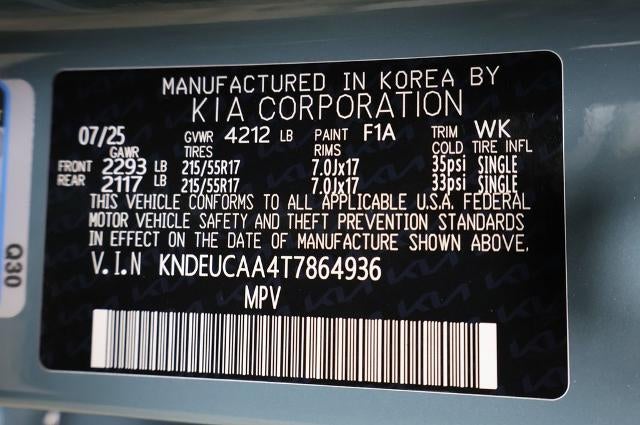 MANUFACTURED IN KOREA BY
KIA CORPORATION
07/25 GVWR 4212 LB PAINT F1A TRIM WK
GAWR TIRES RIMS COLD TIRE INFL
FRONT 2293 LB 215/55R17 7.0Jx17 35psi SINGLE
REAR 2117 LB 215/55R17 7.0Jx17 33psi SINGLE
THIS VEHICLE CONFORMS TO ALL APPLICABLE U.S.A. FEDERAL
MOTOR VEHICLE SAFETY AND THEFT PREVENTION STANDARDS
IN EFFECT ON THE DATE OF MANUFACTURE SHOWN ABOVE.
V.I.N KNDEUCAA4T7864936
MPV
Q30